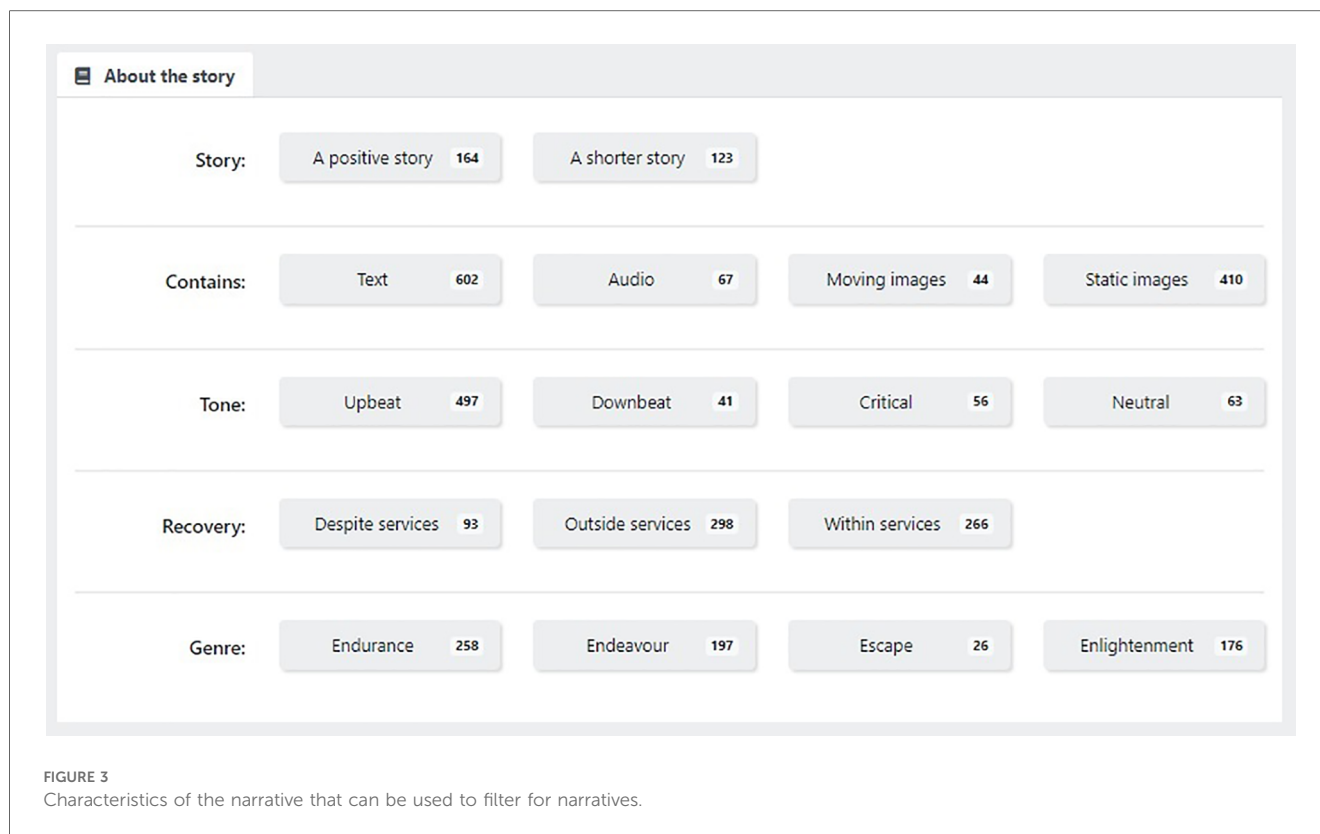 About the story
Story: A positive story 164 A shorter story 123
Contains: Text 602 Audio 67 Moving images 44 Static images 410
Tone: Upbeat 497 Downbeat 41 Critical 56 Neutral 63
Recovery: Despite services 93 Outside services 298 Within services 266
Genre: Endurance 258 Endeavour 197 Escape 26 Enlightenment 176
FIGURE 3
Characteristics of the narrative that can be used to filter for narratives.